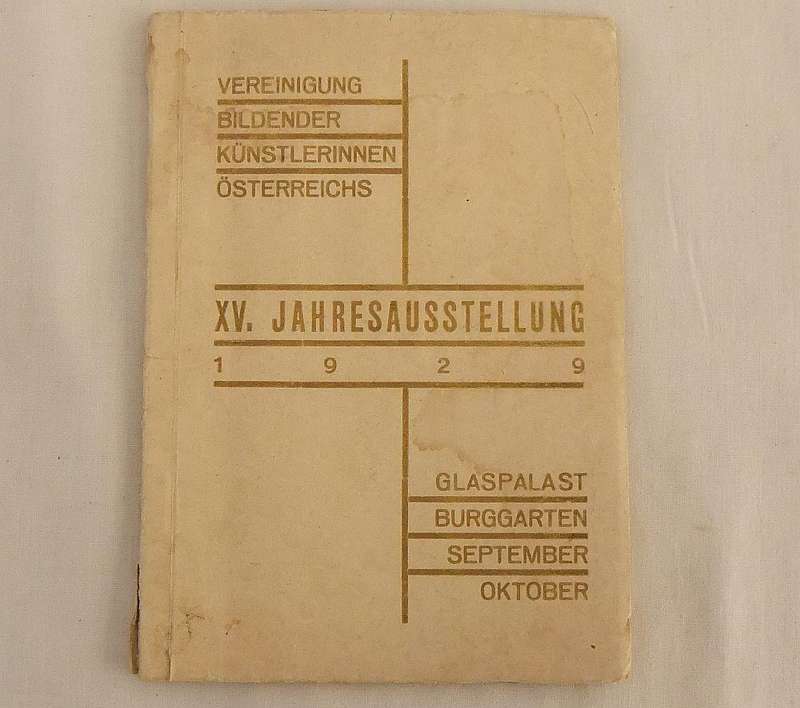 VEREINIGUNG
BILDENDER
KÜNSTLERINNEN
ÖSTERREICHS
XV. JAHRESAUSSTELLUNG
1 9 2 9
GLASPALAST
BURGGARTEN
SEPTEMBER
OKTOBER